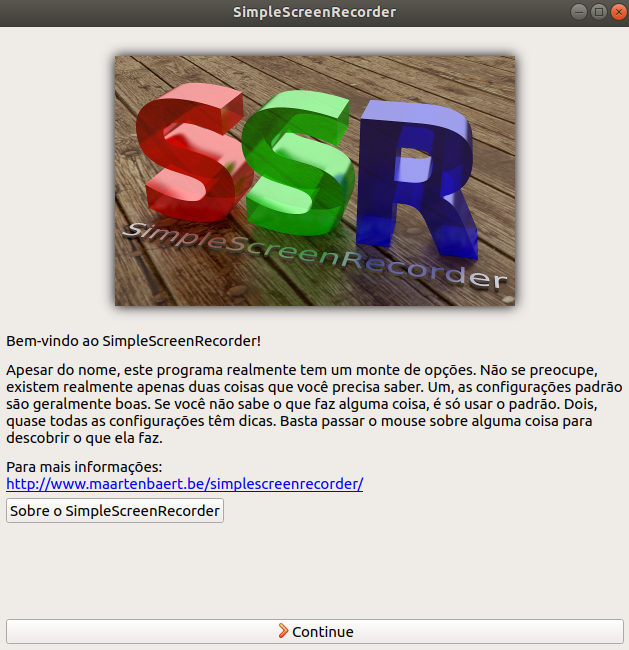 SimpleScreenRecorder
SSR
SimpleScreenRecorder
Bem-vindo ao SimpleScreenRecorder!
Apesar do nome, este programa realmente tem um monte de opções. Não se preocupe,
existem realmente apenas duas coisas que você precisa saber. Um, as configurações padrão
são geralmente boas. Se você não sabe o que faz alguma coisa, é só usar o padrão. Dois,
quase todas as configurações têm dicas. Basta passar o mouse sobre alguma coisa para
descobrir o que ela faz.
Para mais informações:
http://www.maartenbaert.be/simplescreenrecorder/
Sobre o SimpleScreenRecorder
Continue